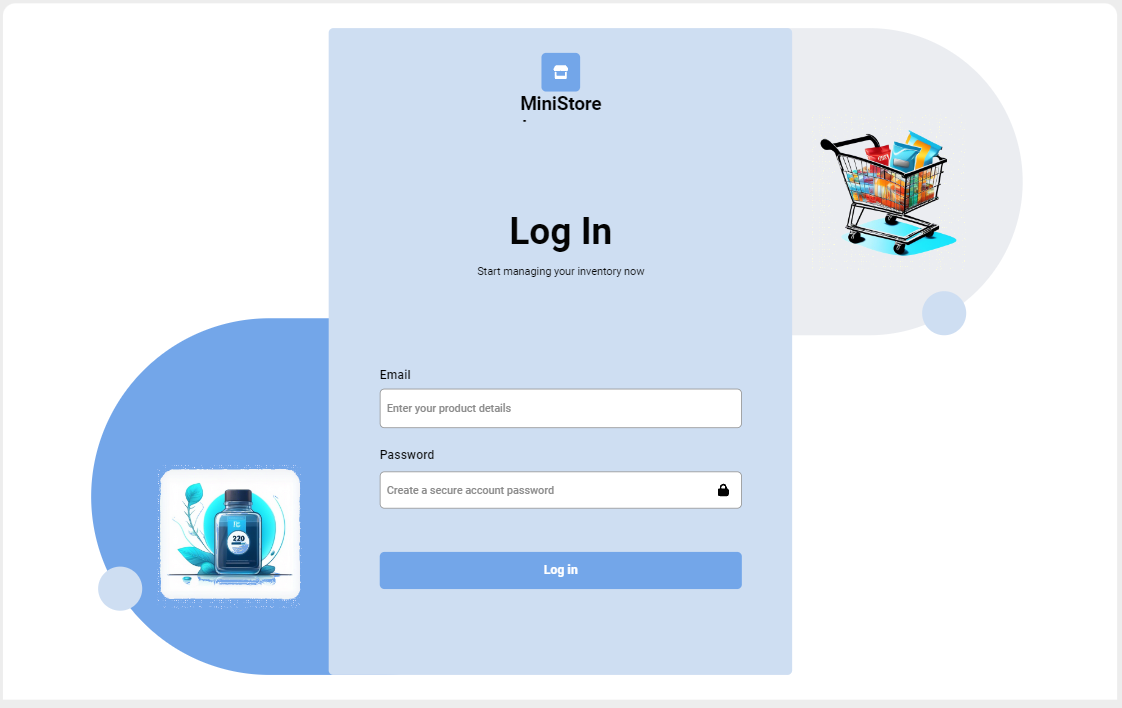 MiniStore
Log In
Start managing your inventory now
Email
Enter your product details
Password
Create a secure account password
Log in
220